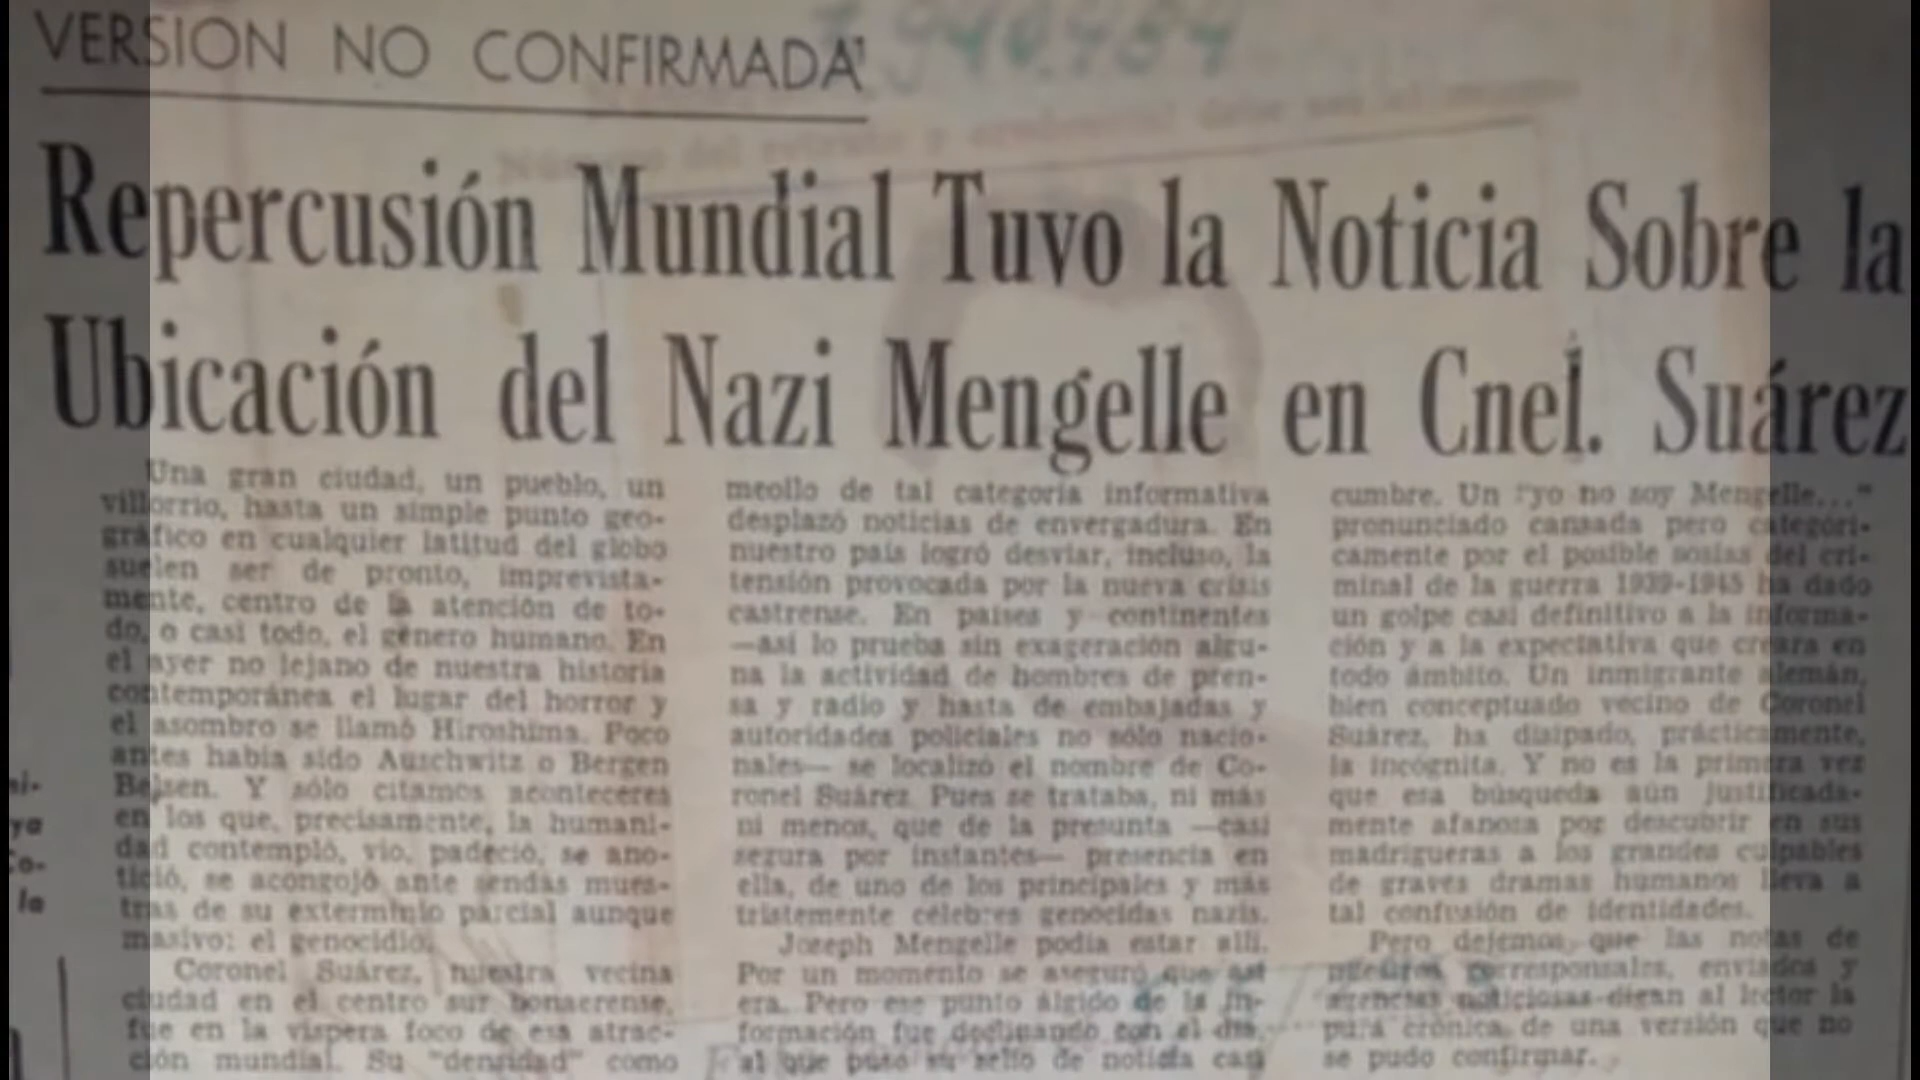 VERSION NO CONFIRMADA
Repercusión Mundial Tuvo la Noticia Sobre la
Ubicación del Nazi Mengelle en Cnel. Suárez
Una gran ciudad, un pueblo, un
villorrio, hasta un simple punto geo-
gráfico en cualquier latitud del globo
suelen ser de pronto, imprevista-
mente, centro de la atención de to-
do, o casi todo, el género humano. En
el ayer no lejano de nuestra historia
contemporánea el lugar del horror y
el asombro se llamó Hiroshima. Poco
antes había sido Auschwitz o Bergen
Belsen. Y sólo citamos aconteceres
en los que, precisamente, la humani-
dad contempló, vio, padeció, se ano-
tició, se acongojó ante sendas mues-
tras de su exterminio parcial aunque
masivo: el genocidio.
Coronel Suárez, nuestra vecina
ciudad en el centro sur bonaerense,
fue en la víspera foco de esa atrac-
ción mundial. Su "densidad" como
meollo de tal categoría informativa
desplazó noticias de envergadura. En
nuestro país logró desviar, incluso, la
tensión provocada por la nueva crisis
castrense. En países y continentes
—así lo prueba sin exageración algu-
na la actividad de hombres de pren-
sa y radio y hasta de embajadas y
autoridades policiales no sólo nacio-
nales— se localizó el nombre de Co-
ronel Suárez. Pues se trataba, ni más
ni menos, que de la presunta —casi
segura por instantes— presencia en
ella, de uno de los principales y más
tristemente célebres genocidas nazis.
Joseph Mengelle podía estar allí.
Por un momento se aseguró que así
era. Pero ese punto álgido de la in-
formación fue declinando con el día,
al que puso su sello de noticia casi
cumbre. Un "yo no soy Mengelle..."
pronunciado cansada pero categóri-
camente por el posible sosias del cri-
minal de la guerra 1939-1945 ha dado
un golpe casi definitivo a la informa-
ción y a la expectativa que creara en
todo ámbito. Un inmigrante alemán,
bien conceptuado vecino de Coronel
Suárez, ha disipado, prácticamente,
la incógnita. Y no es la primera vez
que esa búsqueda aún justificada-
mente afanosa por descubrir en sus
madrigueras a los grandes culpables
de graves dramas humanos lleva a
tal confusión de identidades.
Pero dejemos que las notas de
nuestros corresponsales, enviados y
agencias noticiosas digan al lector la
pura crónica de una versión que no
se pudo confirmar.